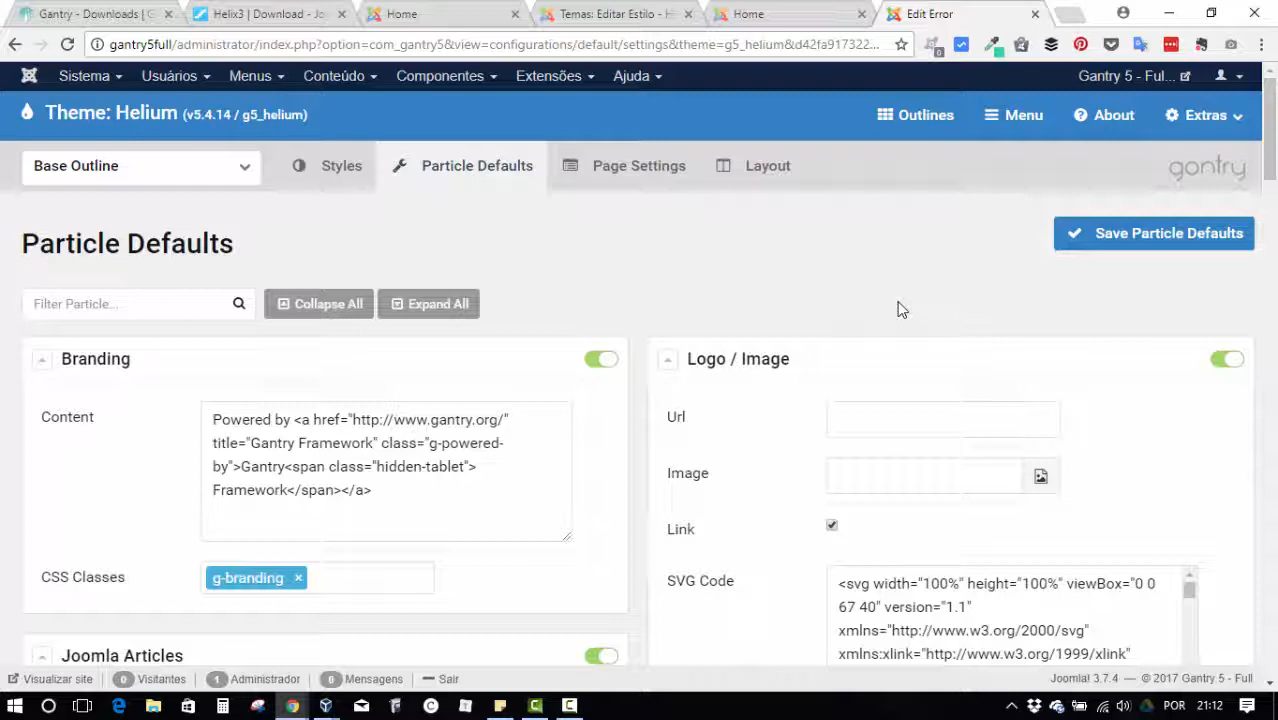 Gantry - Downloads | G
Helix3 | Download - Jo
Home
Temas: Editar Estilo - I
Home
Edit Error
gantry5full/administrator/index.php?option=com_gantry5&view=configurations/default/settings&theme=g5_helium&d42fa917322...
Sistema
Usuários
Menus
Conteúdo
Componentes
Extensões
Ajuda
Gantry 5 - Ful...
Theme: Helium (v5.4.14 / g5_helium)
Outlines
Menu
About
Extras
Base Outline
Styles
Particle Defaults
Page Settings
Layout
gantry
Particle Defaults
Save Particle Defaults
Filter Particle...
Collapse All
Expand All
Branding
Content
Powered by <a href="http://www.gantry.org/"
title="Gantry Framework" class="g-powered-
by">Gantry<span class="hidden-tablet">
Framework</span></a>
CSS Classes
g-branding ×
Joomla Articles
Logo / Image
Url
Image
Link
SVG Code
<svg width="100%" height="100%" viewBox="0 0
67 40" version="1.1"
xmlns="http://www.w3.org/2000/svg"
xmlns:xlink="http://www.w3.org/1999/xlink"
Visualizar site
0 Visitantes
1 Administrador
0 Mensagens
Sair
Joomla! 3.7.4 — © 2017 Gantry 5 - Full
POR
21:12